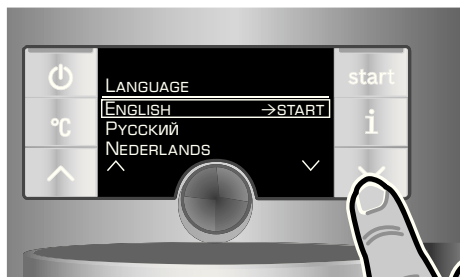 LANGUAGE
start
ENGLISH →START
°C
i
РУССКИЙ
NEDERLANDS